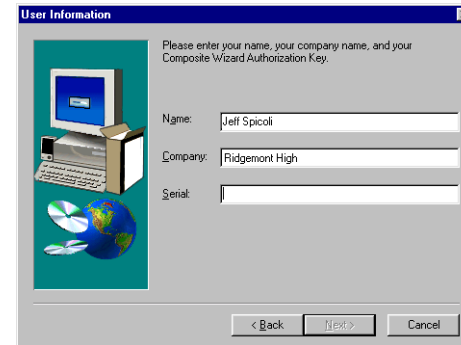 User Information
Please enter your name, your company name, and your
Composite Wizard Authorization Key.
Name: Jeff Spicoli
Company: Ridgemont High
Serial:
< Back Next > Cancel